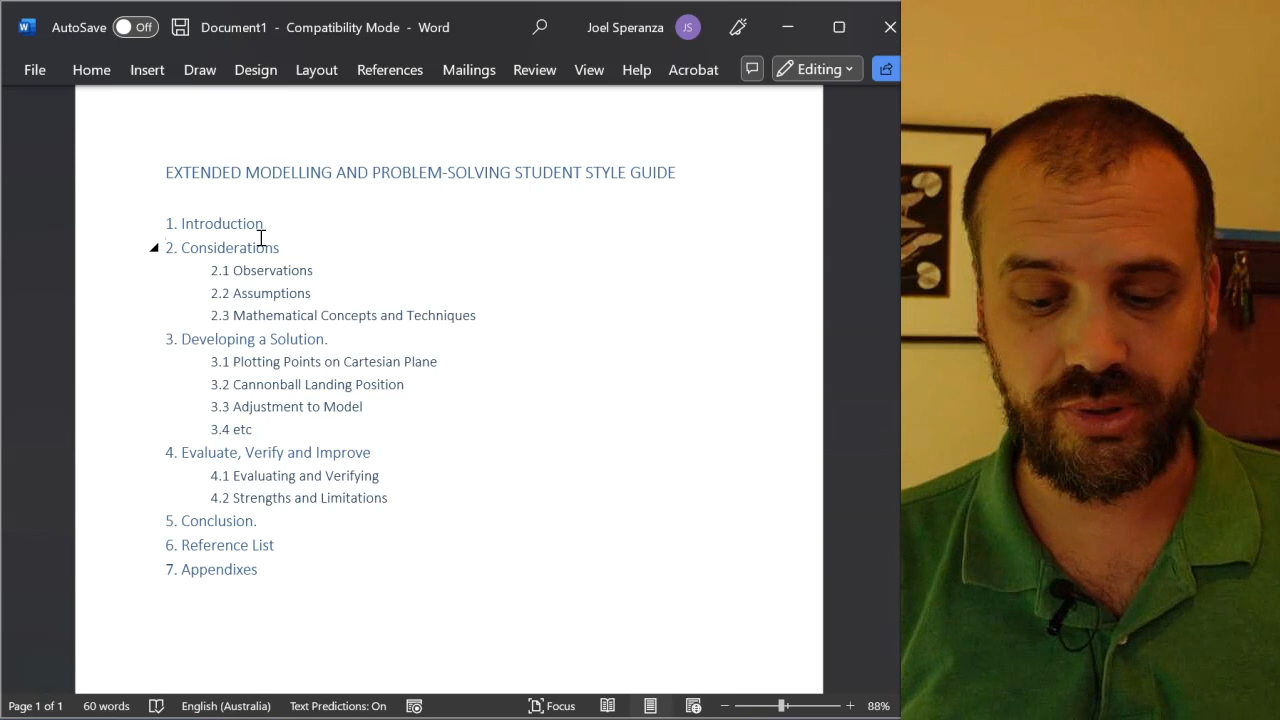 AutoSave Off Document1 - Compatibility Mode - Word Joel Speranza JS
File Home Insert Draw Design Layout References Mailings Review View Help Acrobat Editing
EXTENDED MODELLING AND PROBLEM-SOLVING STUDENT STYLE GUIDE
1. Introduction
2. Considerations
2.1 Observations
2.2 Assumptions
2.3 Mathematical Concepts and Techniques
3. Developing a Solution.
3.1 Plotting Points on Cartesian Plane
3.2 Cannonball Landing Position
3.3 Adjustment to Model
3.4 etc
4. Evaluate, Verify and Improve
4.1 Evaluating and Verifying
4.2 Strengths and Limitations
5. Conclusion.
6. Reference List
7. Appendixes
Page 1 of 1 60 words English (Australia) Text Predictions: On Focus 88%